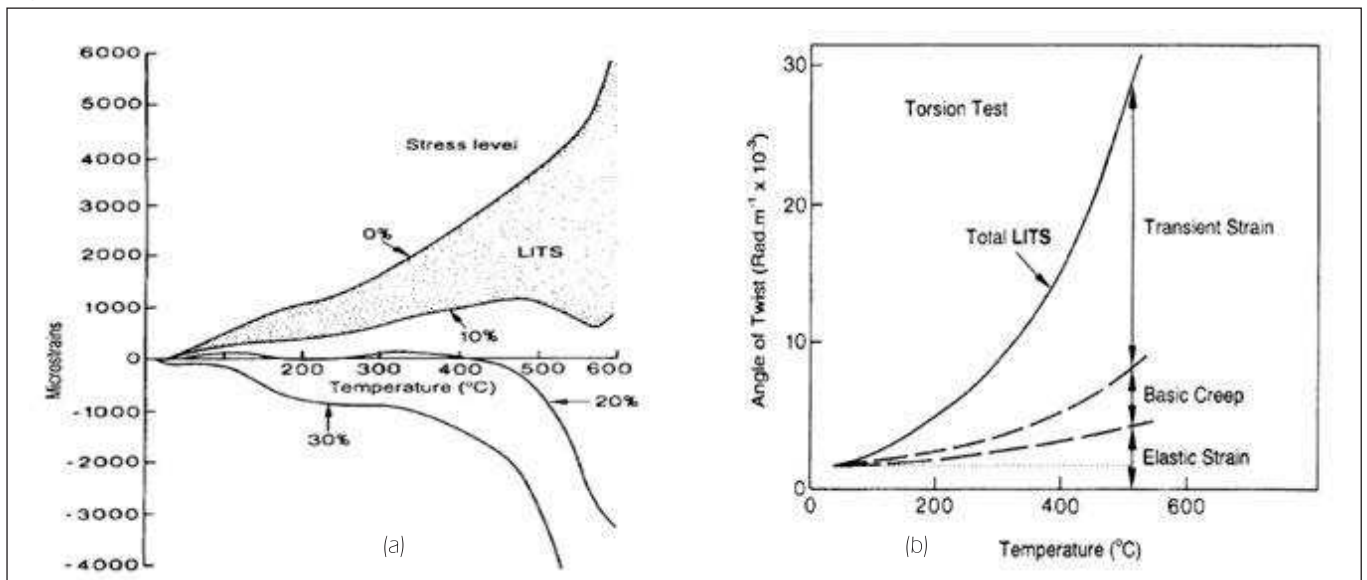 6000
5000
4000
3000
2000
1000
0
-1000
-2000
-3000
-4000
Microstrains
Stress level
0%
LITS
10%
100
200
300
400
500
600
Temperature (°C)
20%
30%
(a)
30
20
10
0
Angle of Twist (Rad.m⁻¹ x 10⁻³)
Torsion Test
Total LITS
Transient Strain
Basic Creep
Elastic Strain
0
200
400
600
Temperature (°C)
(b)